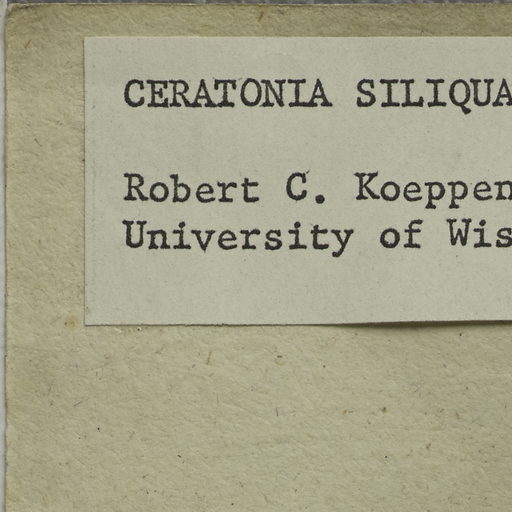 CERATONIA SILIQUA
Robert C. Koeppen
University of Wis